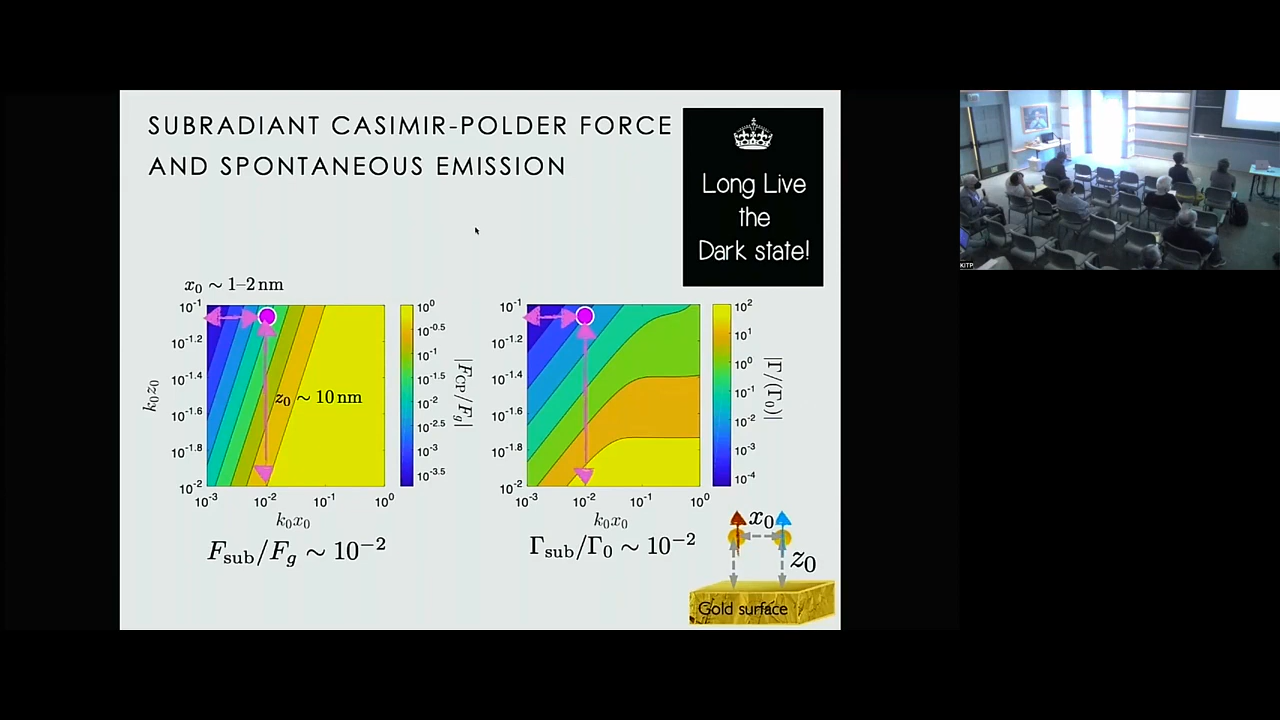 SUBRADIANT CASIMIR-POLDER FORCE
AND SPONTANEOUS EMISSION
Long Live
the
Dark state!
x₀ ~ 1–2 nm
10⁻¹
10⁻¹·²
10⁻¹·⁴
10⁻¹·⁶
10⁻¹·⁸
10⁻²
k₀z₀
z₀ ~ 10 nm
10⁻³ 10⁻² 10⁻¹ 10⁰
k₀x₀
10⁰
10⁻⁰·⁵
10⁻¹
10⁻¹·⁵
10⁻²
10⁻²·⁵
10⁻³
10⁻³·⁵
|F_CP/F_g|
F_sub/F_g ~ 10⁻²
10⁻¹
10⁻¹·²
10⁻¹·⁴
10⁻¹·⁶
10⁻¹·⁸
10⁻²
10⁻³ 10⁻² 10⁻¹ 10⁰
k₀x₀
10²
10¹
10⁰
10⁻¹
10⁻²
10⁻³
10⁻⁴
|Γ/(Γ₀)|
Γ_sub/Γ₀ ~ 10⁻²
x₀
z₀
Gold surface
KITP